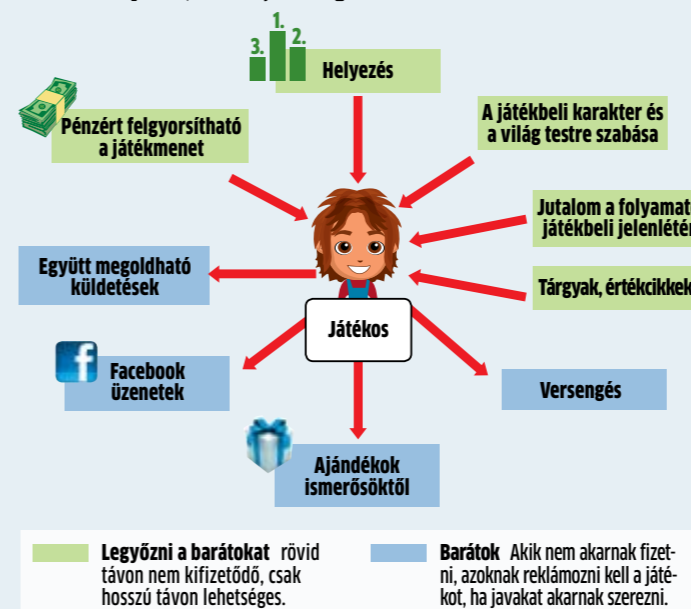 3. 1. 2.
Helyezés
Pénzért felgyorsítható
a játékmenet
A játékbeli karakter és
a világ testre szabása
Jutalom a
játékbeli
Együtt megoldható
küldetések
Tárgyak, értékcikkek
Játékos
f
Facebook
üzenetek
Versengés
Ajándékok
ismerősöktől
Legyőzni a barátokat rövid
távon nem kifizetődő, csak
hosszú távon lehetséges.
Barátok Akik nem akarnak fizet-
ni, azoknak reklámozni kell a játé-
kot, ha javakat akarnak szerezni.